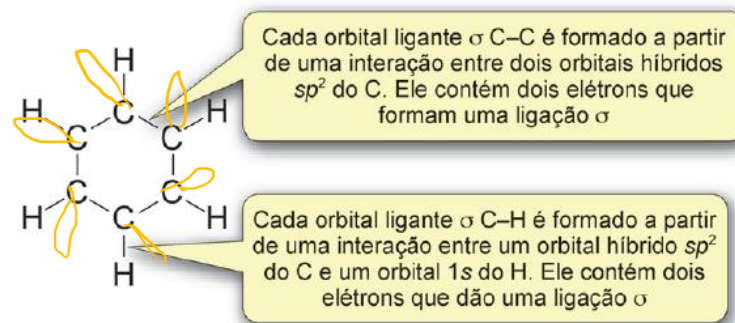 Cada orbital ligante σ C–C é formado a partir
de uma interação entre dois orbitais híbridos
sp² do C. Ele contém dois elétrons que
formam uma ligação σ
H
C
H C C H
H C C H
C
H
Cada orbital ligante σ C–H é formado a partir
de uma interação entre um orbital híbrido sp²
do C e um orbital 1s do H. Ele contém dois
elétrons que dão uma ligação σ